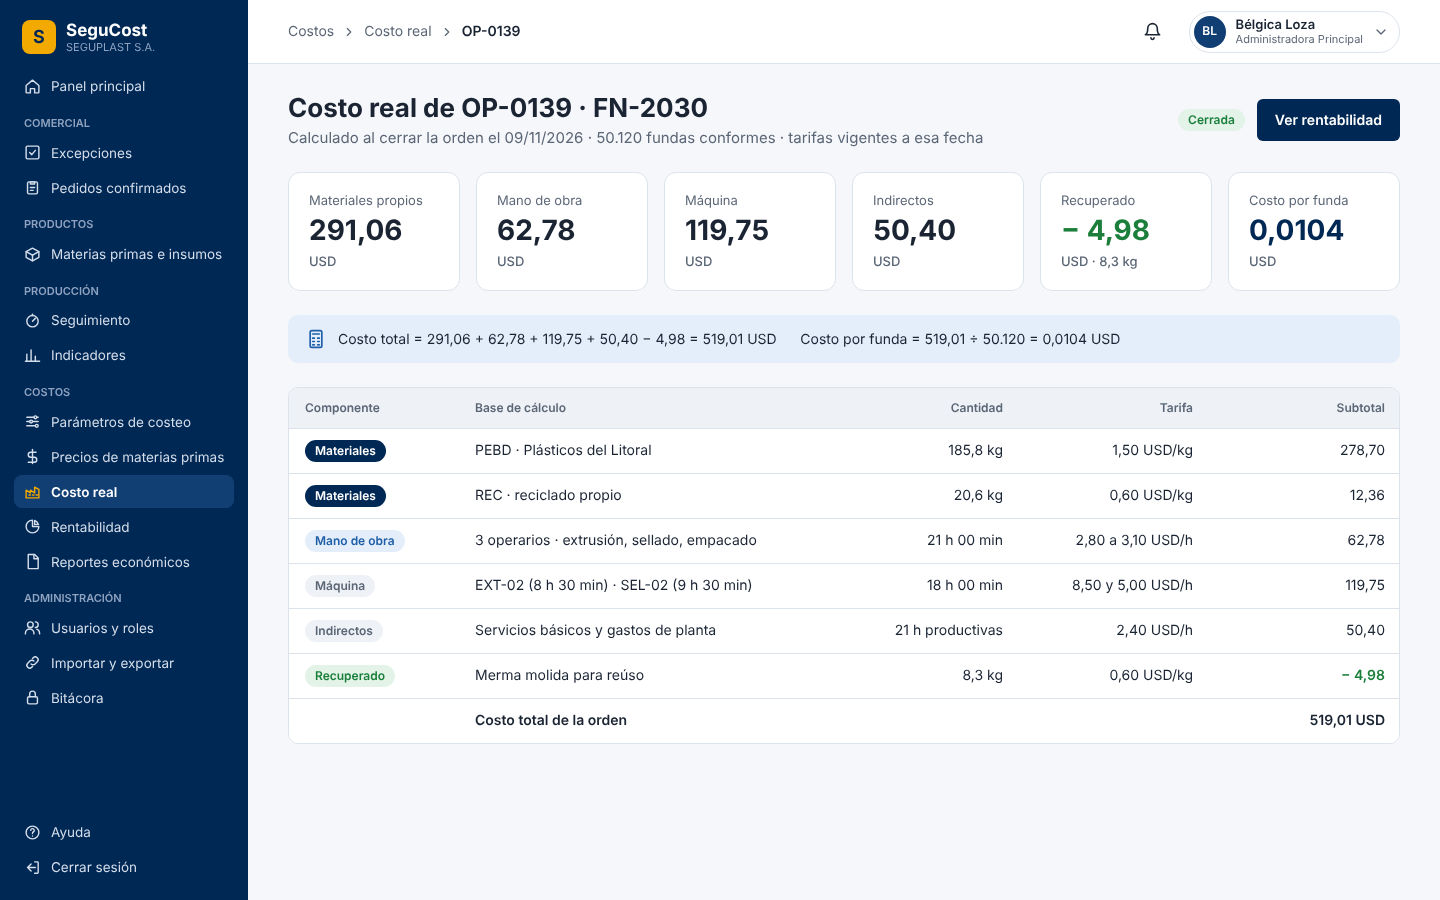 S
SeguCost
SEGUPLAST S.A.
Panel principal
COMERCIAL
Excepciones
Pedidos confirmados
PRODUCTOS
Materias primas e insumos
PRODUCCIÓN
Seguimiento
Indicadores
COSTOS
Parámetros de costeo
Precios de materias primas
Costo real
Rentabilidad
Reportes económicos
ADMINISTRACIÓN
Usuarios y roles
Importar y exportar
Bitácora
Ayuda
Cerrar sesión
Costos > Costo real > OP-0139
BL
Bélgica Loza
Administradora Principal
Costo real de OP-0139 · FN-2030
Calculado al cerrar la orden el 09/11/2026 · 50.120 fundas conformes · tarifas vigentes a esa fecha
Cerrada
Ver rentabilidad
Materiales propios
291,06
USD
Mano de obra
62,78
USD
Máquina
119,75
USD
Indirectos
50,40
USD
Recuperado
− 4,98
USD · 8,3 kg
Costo por funda
0,0104
USD
Costo total = 291,06 + 62,78 + 119,75 + 50,40 − 4,98 = 519,01 USD Costo por funda = 519,01 ÷ 50.120 = 0,0104 USD
Componente Base de cálculo Cantidad Tarifa Subtotal
Materiales PEBD · Plásticos del Litoral 185,8 kg 1,50 USD/kg 278,70
Materiales REC · reciclado propio 20,6 kg 0,60 USD/kg 12,36
Mano de obra 3 operarios · extrusión, sellado, empacado 21 h 00 min 2,80 a 3,10 USD/h 62,78
Máquina EXT-02 (8 h 30 min) · SEL-02 (9 h 30 min) 18 h 00 min 8,50 y 5,00 USD/h 119,75
Indirectos Servicios básicos y gastos de planta 21 h productivas 2,40 USD/h 50,40
Recuperado Merma molida para reúso 8,3 kg 0,60 USD/kg − 4,98
Costo total de la orden 519,01 USD